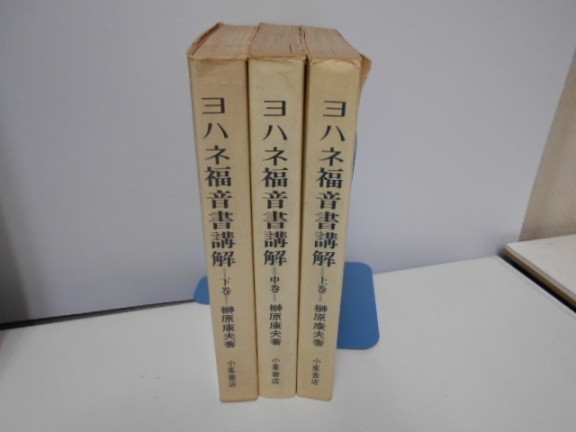 ヨハネ福音書講解―上巻― 榊原康夫著 小峯書店
ヨハネ福音書講解―中巻― 榊原康夫著 小峯書店
ヨハネ福音書講解―下巻― 榊原康夫著 小峯書店